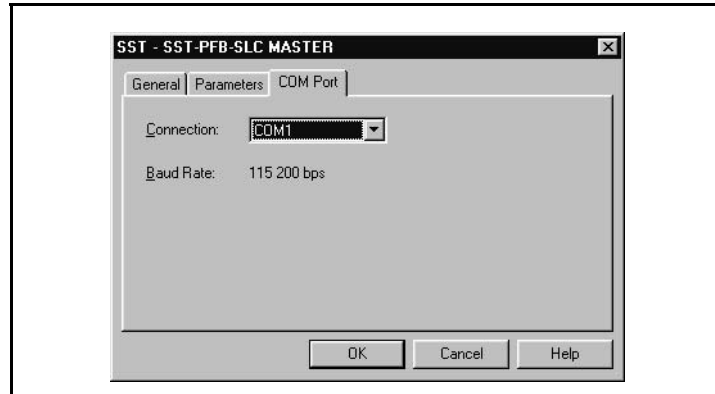 SST - SST-PFB-SLC MASTER
General Parameters COM Port
Connection: COM1
Baud Rate: 115 200 bps
OK Cancel Help